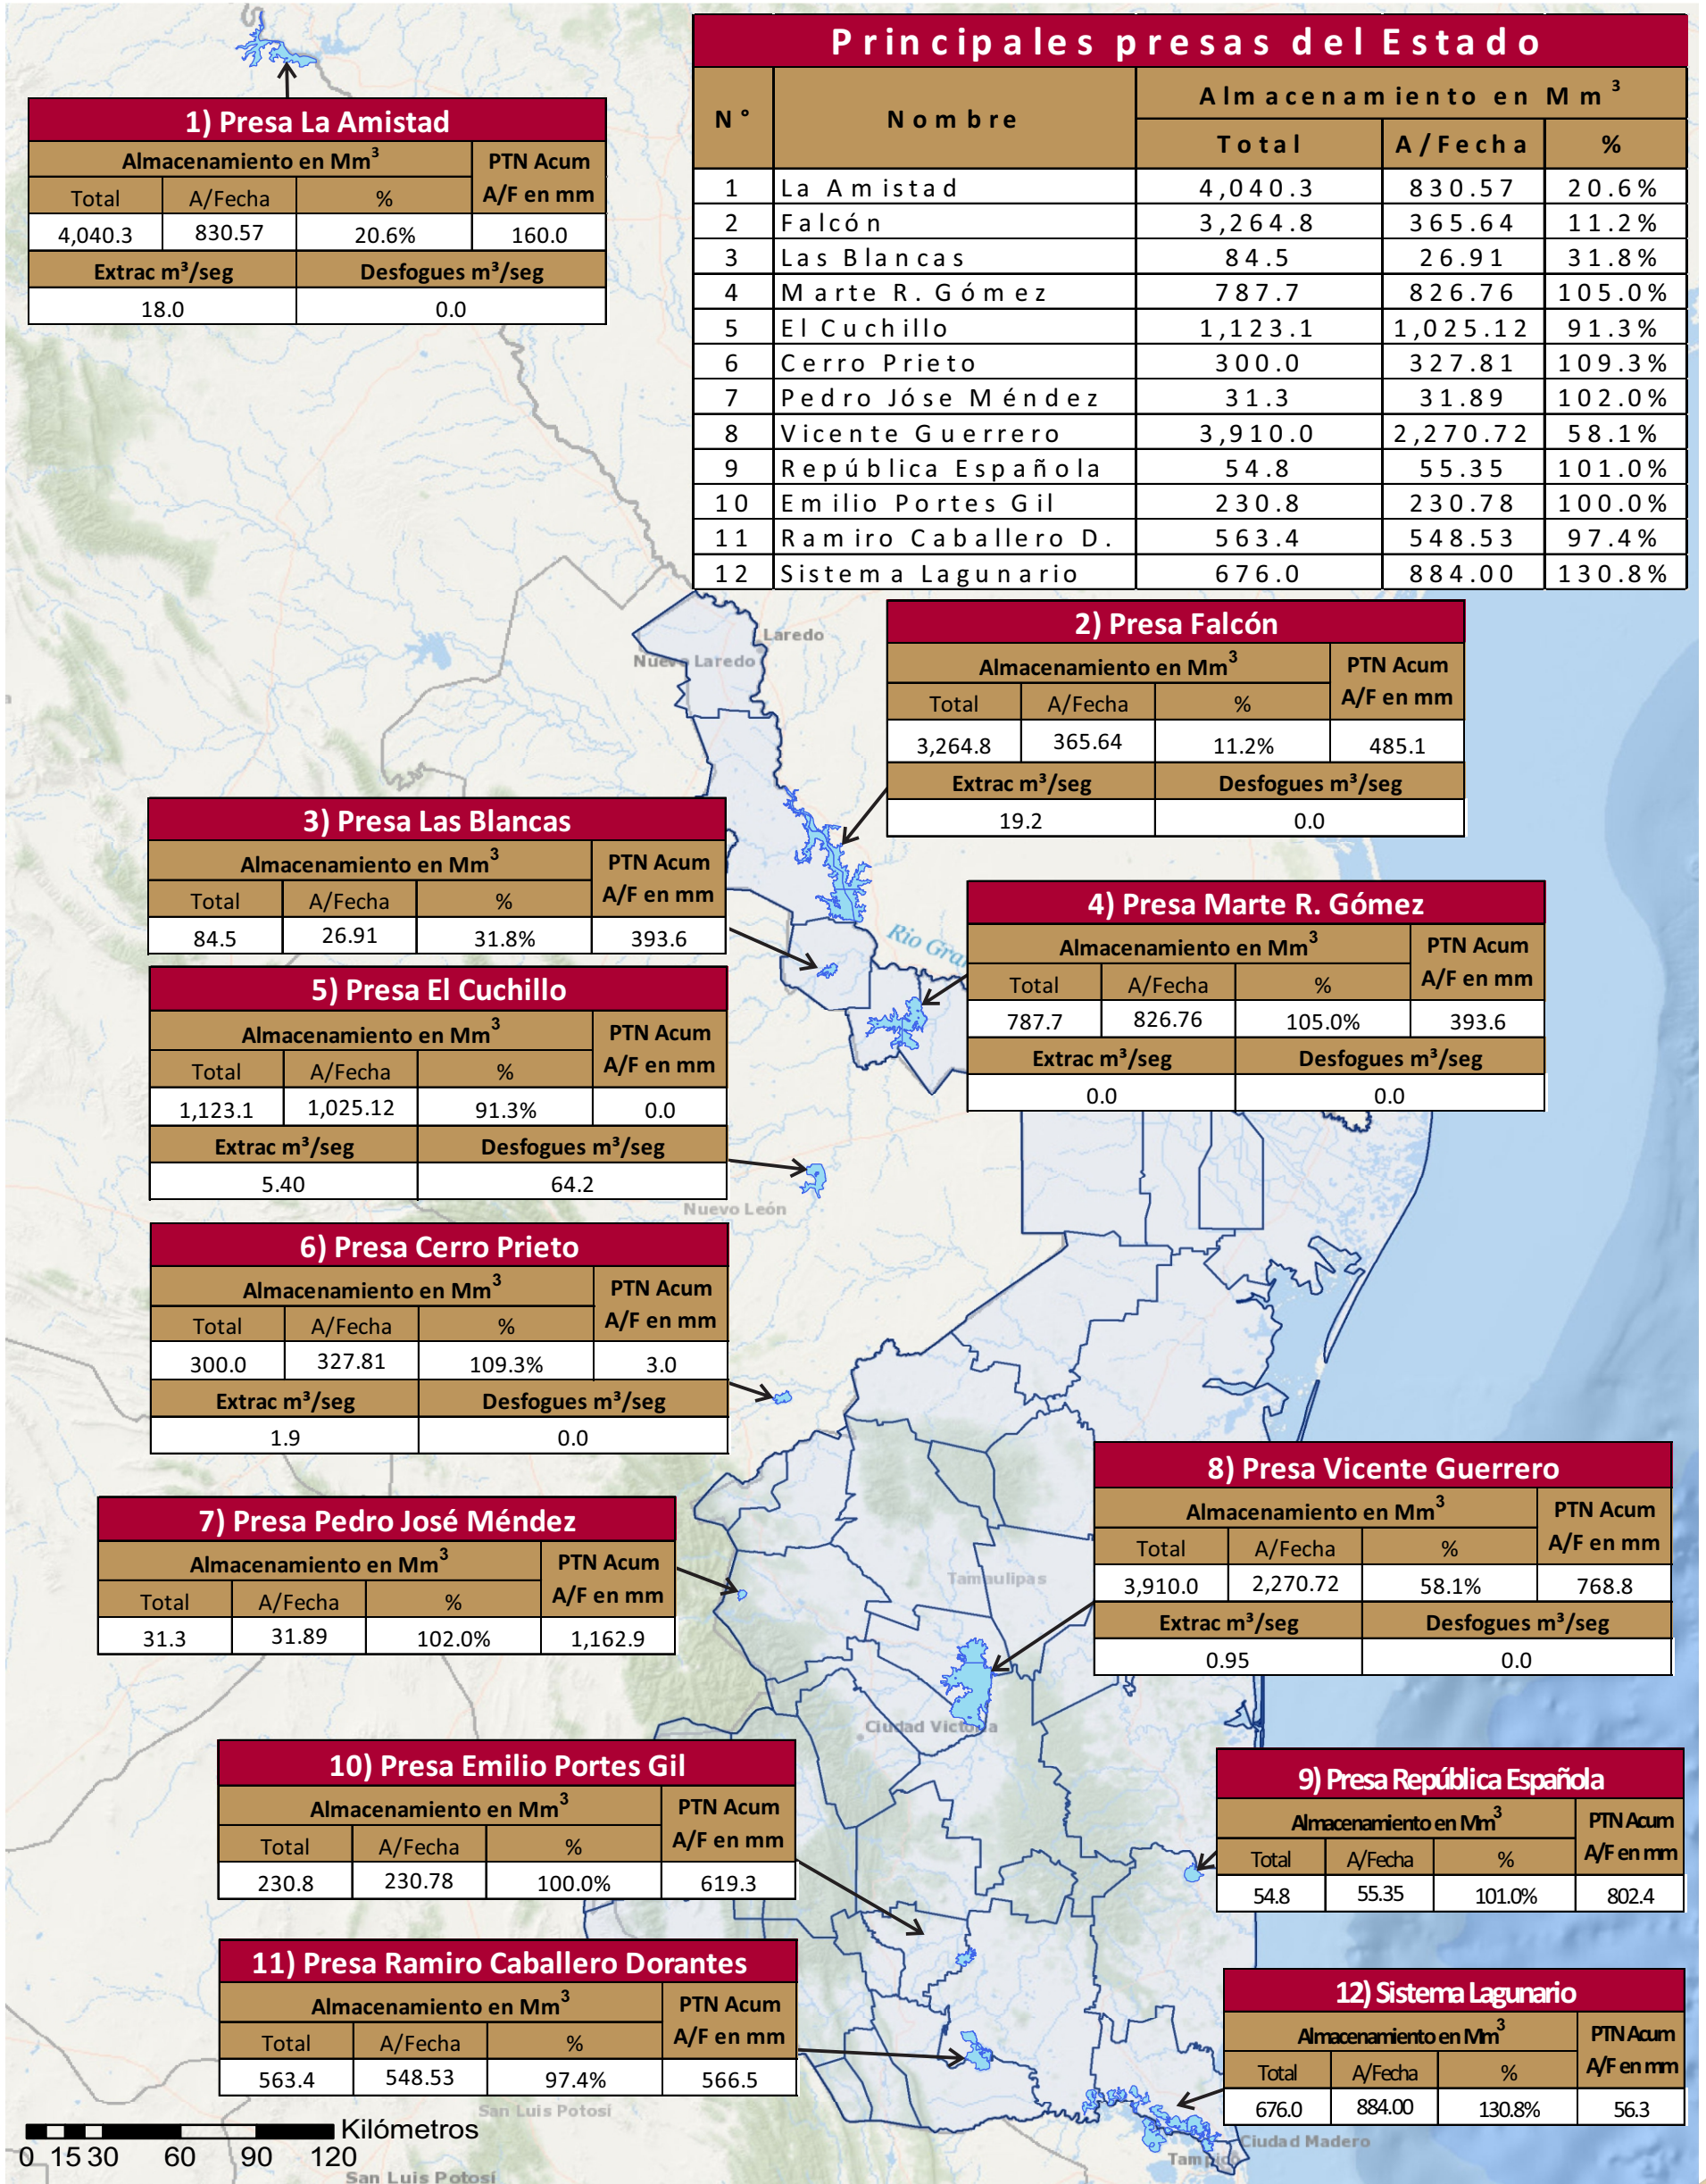 Principales presas del Estado
N° Nombre Almacenamiento en Mm³
Total A/Fecha %
1 La Amistad 4,040.3 830.57 20.6%
2 Falcón 3,264.8 365.64 11.2%
3 Las Blancas 84.5 26.91 31.8%
4 Marte R. Gómez 787.7 826.76 105.0%
5 El Cuchillo 1,123.1 1,025.12 91.3%
6 Cerro Prieto 300.0 327.81 109.3%
7 Pedro Jóse Méndez 31.3 31.89 102.0%
8 Vicente Guerrero 3,910.0 2,270.72 58.1%
9 República Española 54.8 55.35 101.0%
10 Emilio Portes Gil 230.8 230.78 100.0%
11 Ramiro Caballero D. 563.4 548.53 97.4%
12 Sistema Lagunario 676.0 884.00 130.8%
1) Presa La Amistad
Almacenamiento en Mm³ PTN Acum
Total A/Fecha % A/F en mm
4,040.3 830.57 20.6% 160.0
Extrac m³/seg Desfogues m³/seg
18.0 0.0
Laredo
Nuevo Laredo
2) Presa Falcón
Almacenamiento en Mm³ PTN Acum
Total A/Fecha % A/F en mm
3,264.8 365.64 11.2% 485.1
Extrac m³/seg Desfogues m³/seg
19.2 0.0
3) Presa Las Blancas
Almacenamiento en Mm³ PTN Acum
Total A/Fecha % A/F en mm
84.5 26.91 31.8% 393.6
Rio Gra
4) Presa Marte R. Gómez
Almacenamiento en Mm³ PTN Acum
Total A/Fecha % A/F en mm
787.7 826.76 105.0% 393.6
Extrac m³/seg Desfogues m³/seg
0.0 0.0
5) Presa El Cuchillo
Almacenamiento en Mm³ PTN Acum
Total A/Fecha % A/F en mm
1,123.1 1,025.12 91.3% 0.0
Extrac m³/seg Desfogues m³/seg
5.40 64.2
Nuevo León
6) Presa Cerro Prieto
Almacenamiento en Mm³ PTN Acum
Total A/Fecha % A/F en mm
300.0 327.81 109.3% 3.0
Extrac m³/seg Desfogues m³/seg
1.9 0.0
7) Presa Pedro José Méndez
Almacenamiento en Mm³ PTN Acum
Total A/Fecha % A/F en mm
31.3 31.89 102.0% 1,162.9
Tamaulipas
8) Presa Vicente Guerrero
Almacenamiento en Mm³ PTN Acum
Total A/Fecha % A/F en mm
3,910.0 2,270.72 58.1% 768.8
Extrac m³/seg Desfogues m³/seg
0.95 0.0
Ciudad Victoria
10) Presa Emilio Portes Gil
Almacenamiento en Mm³ PTN Acum
Total A/Fecha % A/F en mm
230.8 230.78 100.0% 619.3
9) Presa República Española
Almacenamiento en Mm³ PTN Acum
Total A/Fecha % A/F en mm
54.8 55.35 101.0% 802.4
11) Presa Ramiro Caballero Dorantes
Almacenamiento en Mm³ PTN Acum
Total A/Fecha % A/F en mm
563.4 548.53 97.4% 566.5
12) Sistema Lagunario
Almacenamiento en Mm³ PTN Acum
Total A/Fecha % A/F en mm
676.0 884.00 130.8% 56.3
San Luis Potosí
Kilómetros
0 15 30 60 90 120
Ciudad Madero
Tampico
San Luis Potosí